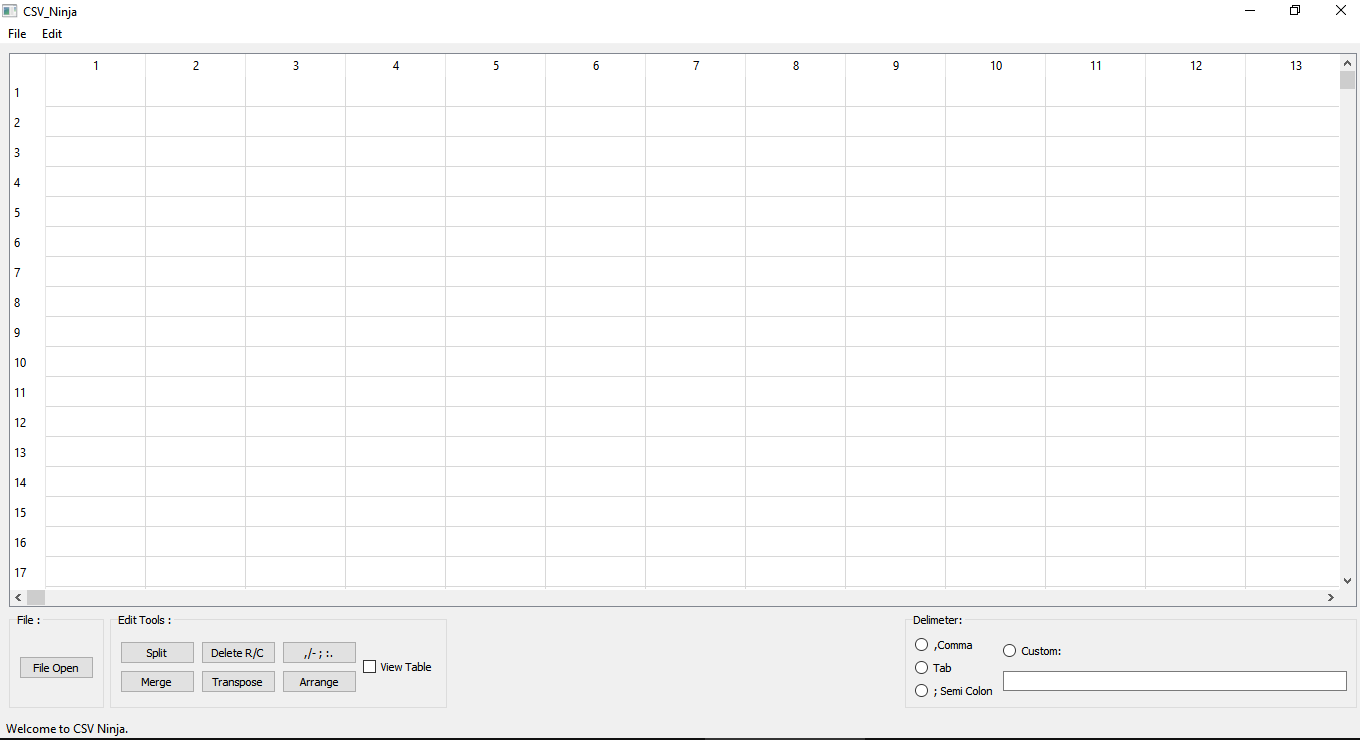 CSV_Ninja
File Edit
1 2 3 4 5 6 7 8 9 10 11 12 13
1
2
3
4
5
6
7
8
9
10
11
12
13
14
15
16
17
File : Edit Tools : Delimeter:
Split Delete R/C ,/- ; :. ,Comma Custom:
File Open View Table Tab
Merge Transpose Arrange ; Semi Colon
Welcome to CSV Ninja.